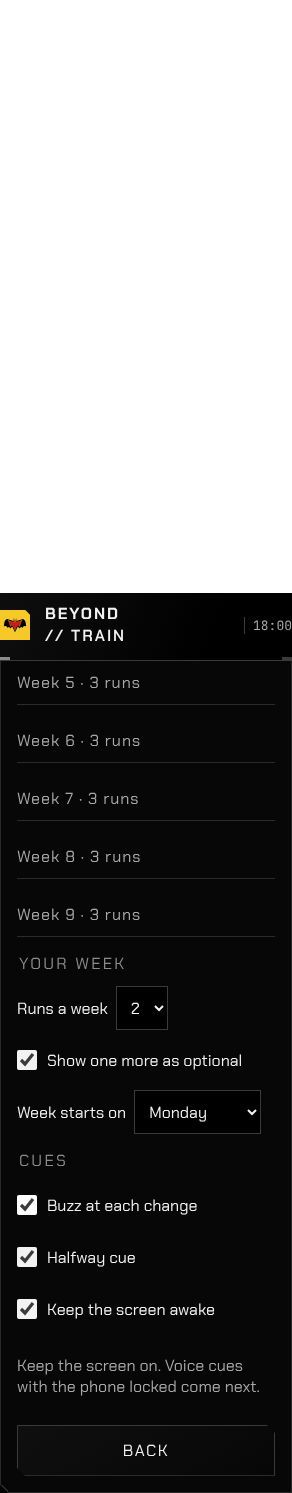 BEYOND
// TRAIN
18:00
Week 5 · 3 runs
Week 6 · 3 runs
Week 7 · 3 runs
Week 8 · 3 runs
Week 9 · 3 runs
YOUR WEEK
Runs a week 2
Show one more as optional
Week starts on Monday
CUES
Buzz at each change
Halfway cue
Keep the screen awake
Keep the screen on. Voice cues
with the phone locked come next.
BACK